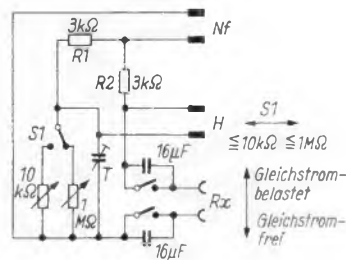 3kΩ
Nf
R1
R2
3kΩ
H
S1
≦10kΩ ≦1MΩ
S1
16µF
T
10
kΩ
1
MΩ
Rx
Gleichstrom-
belastet
Gleichstrom-
frei
16µF